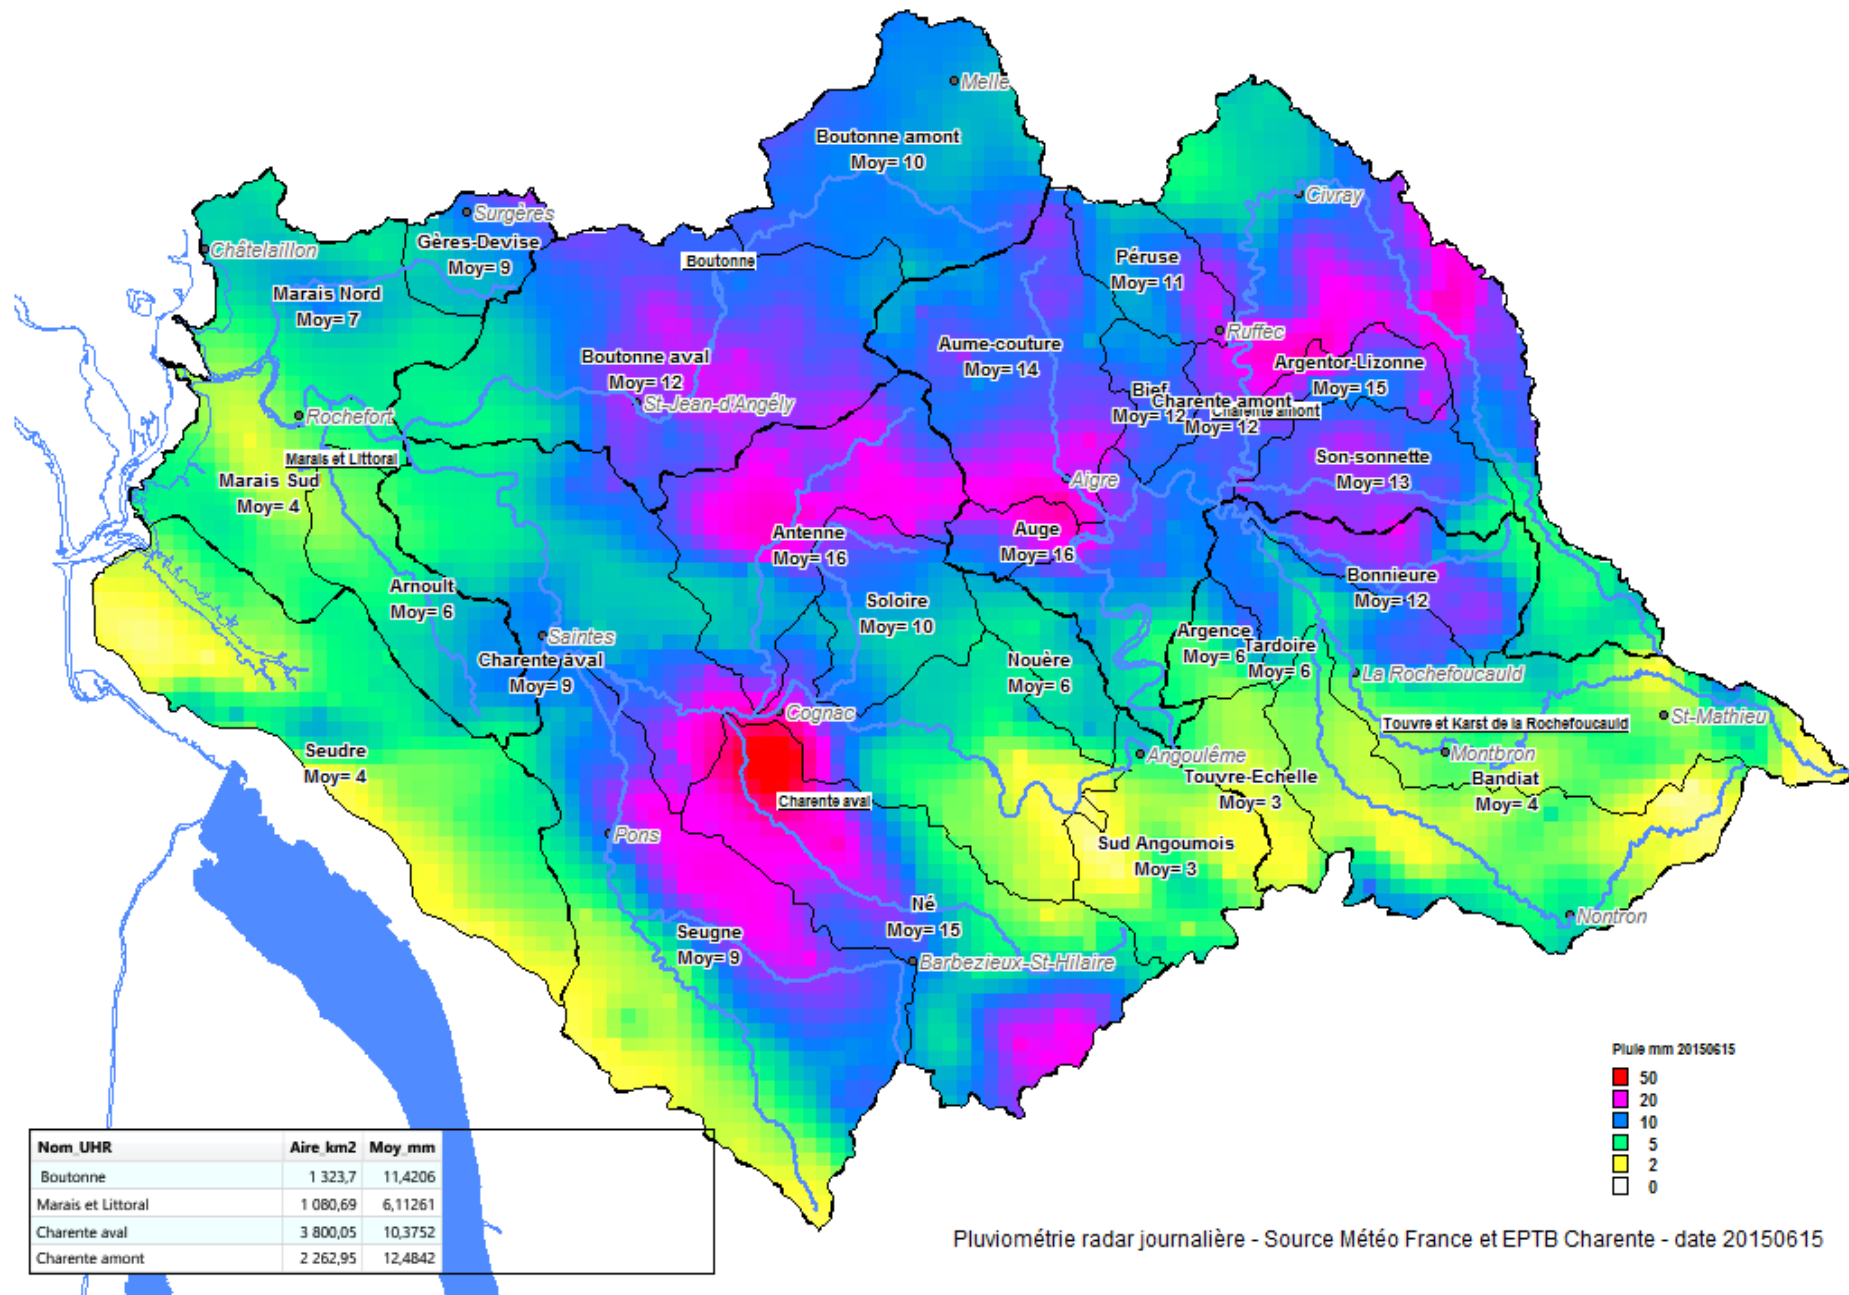 Melle
Boutonne amont
Moy= 10
Civray
Surgères
Gères-Devise
Moy= 9
Châtelaillon
Boutonne
Péruse
Moy= 11
Marais Nord
Moy= 7
Ruffec
Aume-couture
Moy= 14
Boutonne aval
Moy= 12
Argentor-Lizonne
Moy= 15
Bief
Moy= 12
Charente amont
Moy= 12
Charente amont
St-Jean-d'Angély
Rochefort
Marais et Littoral
Marais Sud
Moy= 4
Son-sonnette
Moy= 13
Aigre
Antenne
Moy= 16
Auge
Moy= 16
Arnoult
Moy= 6
Bonnieure
Moy= 12
Soloire
Moy= 10
Saintes
Argence
Moy= 6
Tardoire
Moy= 6
Charente aval
Moy= 9
Nouère
Moy= 6
La Rochefoucauld
Cognac
Touvre et Karst de la Rochefoucauld
St-Mathieu
Seudre
Moy= 4
Angoulême
Montbron
Touvre-Echelle
Moy= 3
Bandiat
Moy= 4
Charente aval
Pons
Sud Angoumois
Moy= 3
Né
Moy= 15
Nontron
Seugne
Moy= 9
Barbezieux-St-Hilaire
Pluie mm 20150615
50
20
10
5
2
0
Nom_UHR Aire_km2 Moy_mm
Boutonne 1 323,7 11,4206
Marais et Littoral 1 080,69 6,11261
Charente aval 3 800,05 10,3752
Charente amont 2 262,95 12,4842
Pluviométrie radar journalière - Source Météo France et EPTB Charente - date 20150615